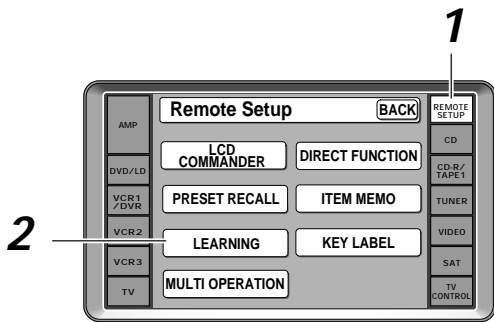 1
Remote Setup
BACK
REMOTE
SETUP
AMP
CD
LCD
COMMANDER
DIRECT FUNCTION
DVD/LD
CD-R/
TAPE1
PRESET RECALL
ITEM MEMO
VCR1
/DVR
TUNER
2
VCR2
LEARNING
KEY LABEL
VIDEO
VCR3
SAT
MULTI OPERATION
TV
TV
CONTROL